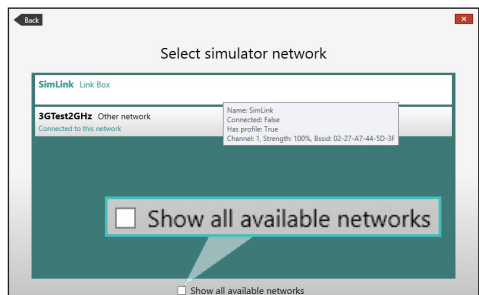 Back
Select simulator network
SimLink Link Box
3GTest2GHz Other network
Connected to this network
Name: SimLink
Connected: False
Has profile: True
Channel: 1, Strength: 100%, Bssid: 02-27-A7-44-5D-3F
Show all available networks
Show all available networks